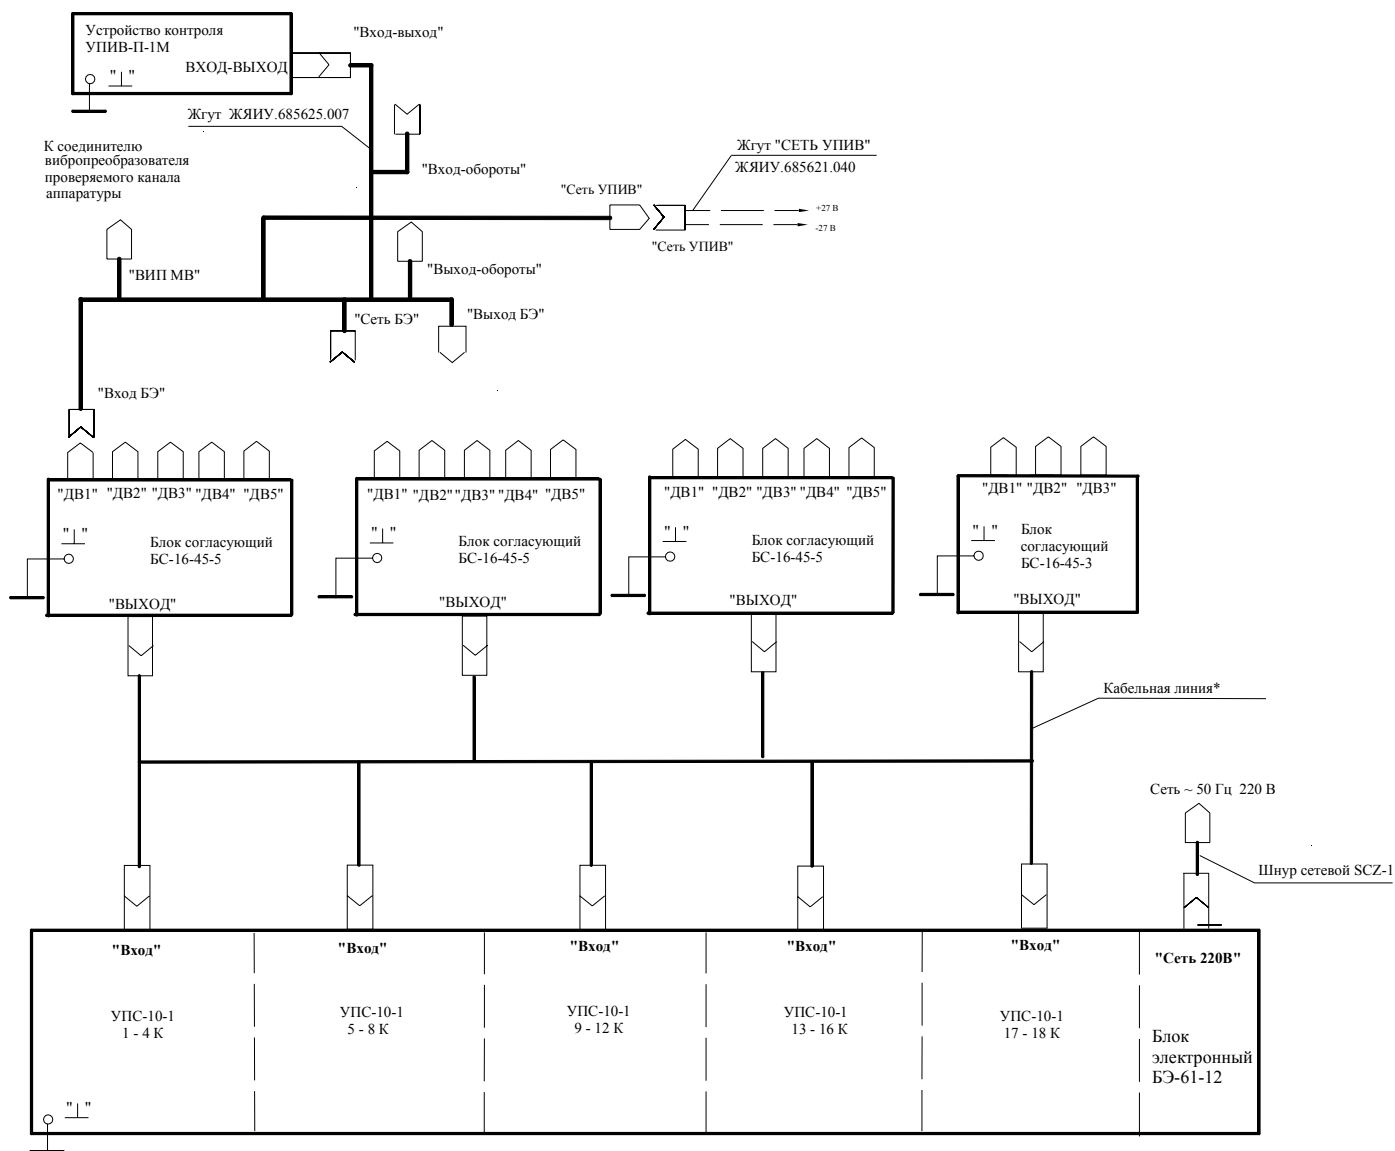 Устройство контроля
УПИВ-П-1М
ВХОД-ВЫХОД
"⊥"
"Вход-выход"
Жгут ЖЯИУ.685625.007
К соединителю
вибропреобразователя
проверяемого канала
аппаратуры
"Вход-обороты"
Жгут "СЕТЬ УПИВ"
ЖЯИУ.685621.040
"Сеть УПИВ"
+27 В
-27 В
"Сеть УПИВ"
"ВИП МВ"
"Выход-обороты"
"Сеть БЭ"
"Выход БЭ"
"Вход БЭ"
"ДВ1" "ДВ2" "ДВ3" "ДВ4" "ДВ5"
"⊥"
Блок согласующий
БС-16-45-5
"ВЫХОД"
"ДВ1" "ДВ2" "ДВ3" "ДВ4" "ДВ5"
"⊥"
Блок согласующий
БС-16-45-5
"ВЫХОД"
"ДВ1" "ДВ2" "ДВ3" "ДВ4" "ДВ5"
"⊥"
Блок согласующий
БС-16-45-5
"ВЫХОД"
"ДВ1" "ДВ2" "ДВ3"
"⊥"
Блок
согласующий
БС-16-45-3
"ВЫХОД"
Кабельная линия*
Сеть ~ 50 Гц 220 В
Шнур сетевой SCZ-1
"Вход"
УПС-10-1
1 - 4 К
"Вход"
УПС-10-1
5 - 8 К
"Вход"
УПС-10-1
9 - 12 К
"Вход"
УПС-10-1
13 - 16 К
"Вход"
УПС-10-1
17 - 18 К
"Сеть 220В"
Блок
электронный
БЭ-61-12
"⊥"